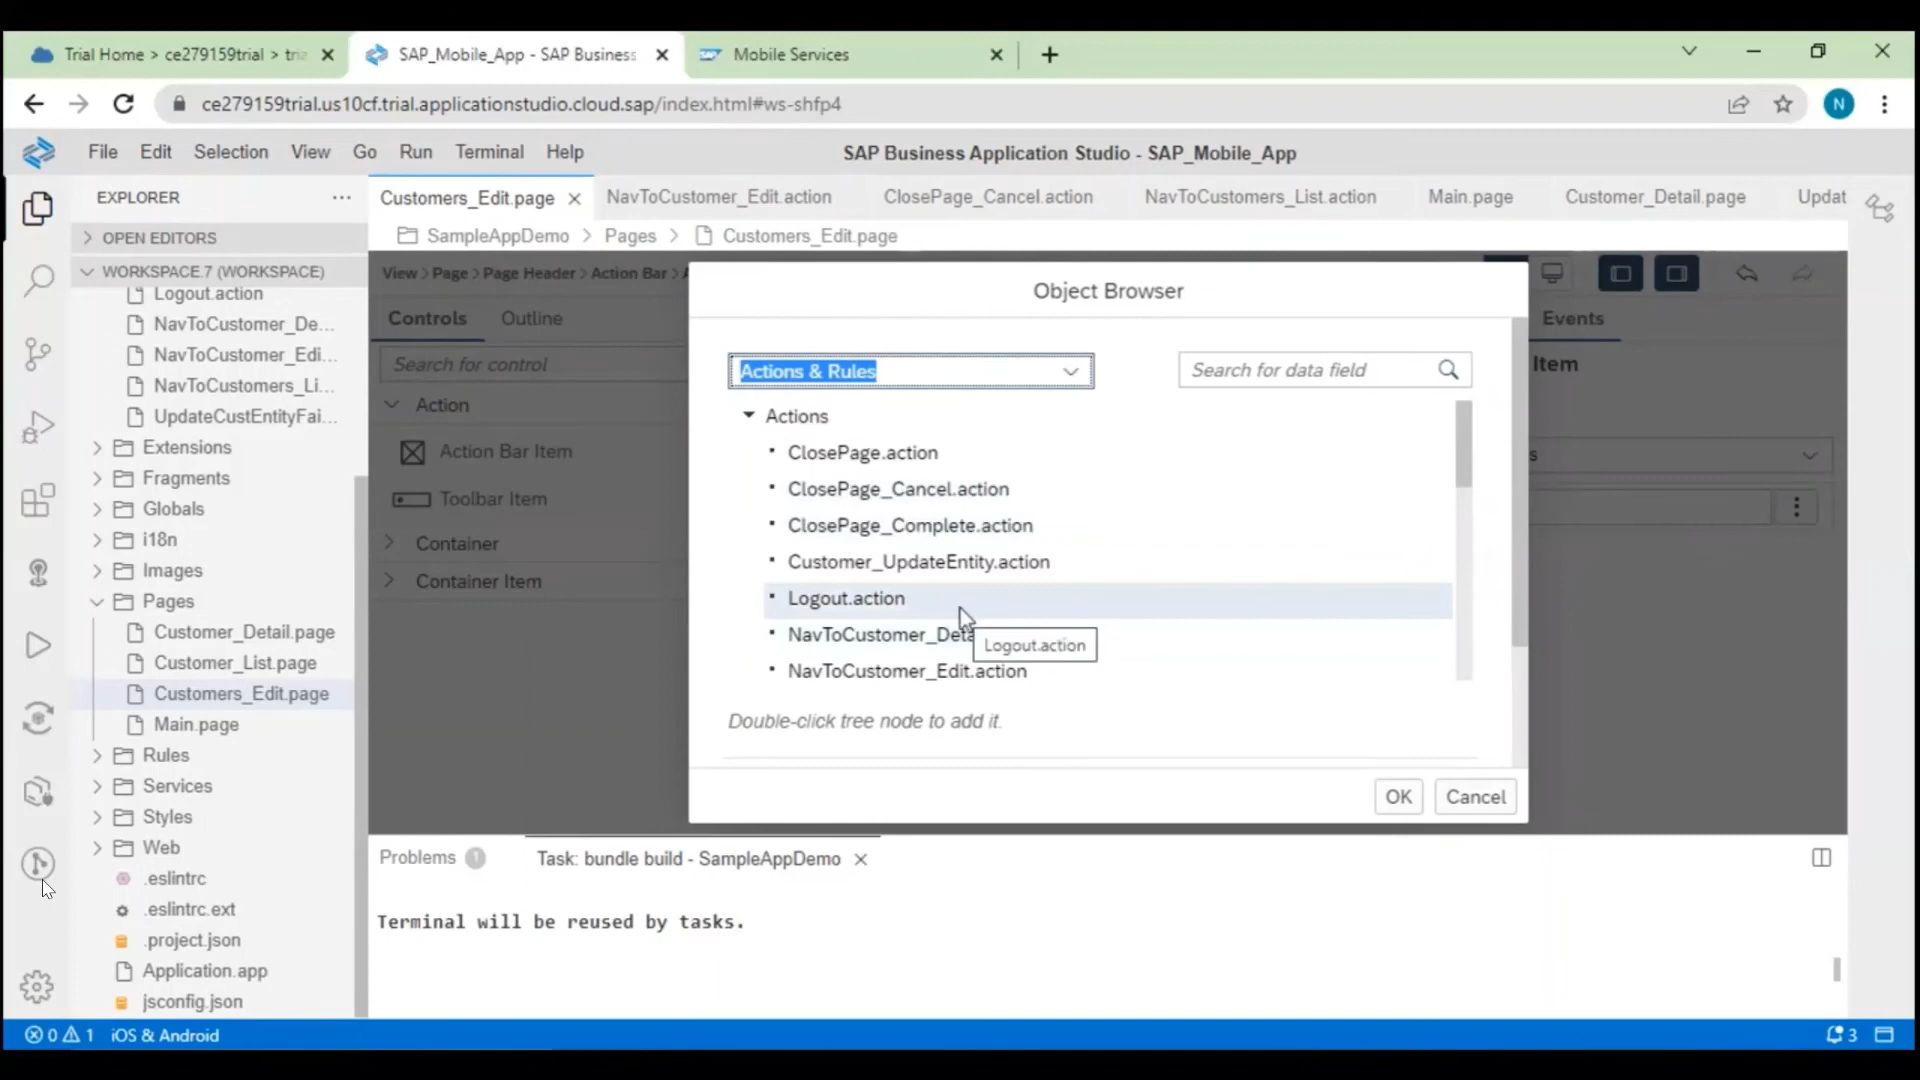 Trial Home > ce279159trial > tria
SAP_Mobile_App - SAP Business
Mobile Services
ce279159trial.us10cf.trial.applicationstudio.cloud.sap/index.html#ws-shfp4
N
File Edit Selection View Go Run Terminal Help
SAP Business Application Studio - SAP_Mobile_App
EXPLORER
Customers_Edit.page
NavToCustomer_Edit.action
ClosePage_Cancel.action
NavToCustomers_List.action
Main.page
Customer_Detail.page
Updat
OPEN EDITORS
SampleAppDemo > Pages > Customers_Edit.page
WORKSPACE.7 (WORKSPACE)
Logout.action
NavToCustomer_De...
NavToCustomer_Edi...
NavToCustomers_Li...
UpdateCustEntityFai...
Extensions
Fragments
Globals
i18n
Images
Pages
Customer_Detail.page
Customer_List.page
Customers_Edit.page
Main.page
Rules
Services
Styles
Web
.eslintrc
.eslintrc.ext
.project.json
Application.app
jsconfig.json
View > Page > Page Header > Action Bar >
Controls Outline
Search for control
Action
Action Bar Item
Toolbar Item
Container
Container Item
Object Browser
Actions & Rules
Search for data field
Actions
ClosePage.action
ClosePage_Cancel.action
ClosePage_Complete.action
Customer_UpdateEntity.action
Logout.action
NavToCustomer_Deta
Logout.action
NavToCustomer_Edit.action
Double-click tree node to add it.
OK Cancel
Events
Item
s
Problems 1
Task: bundle build - SampleAppDemo
Terminal will be reused by tasks.
0 1 iOS & Android
3